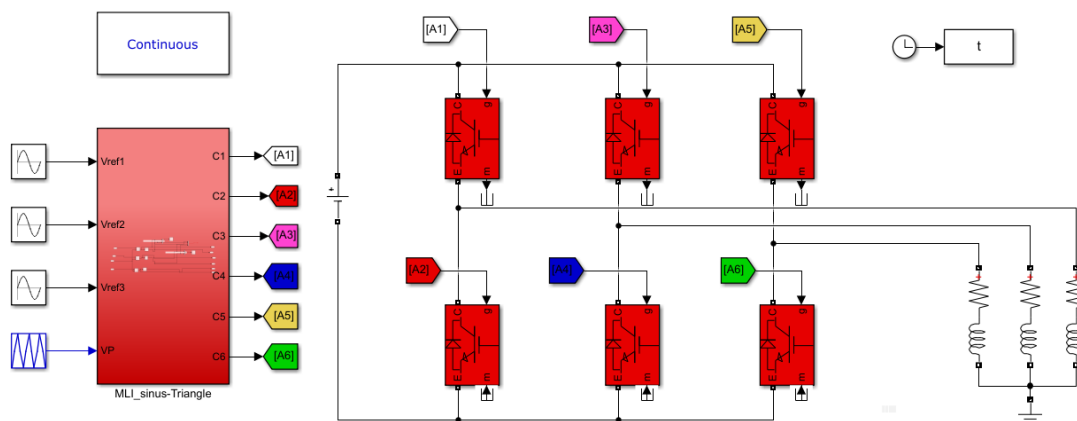 Continuous
[A1]
[A3]
[A5]
t
C
g
C
g
C
g
E
m
E
m
E
m
Vref1
C1
[A1]
Vref2
C2
[A2]
Vref3
C3
[A3]
VP
C4
[A4]
C5
[A5]
C6
[A6]
MLI_sinus-Triangle
+
[A2]
[A4]
[A6]
C
g
C
g
C
g
E
m
E
m
E
m
+
+
+